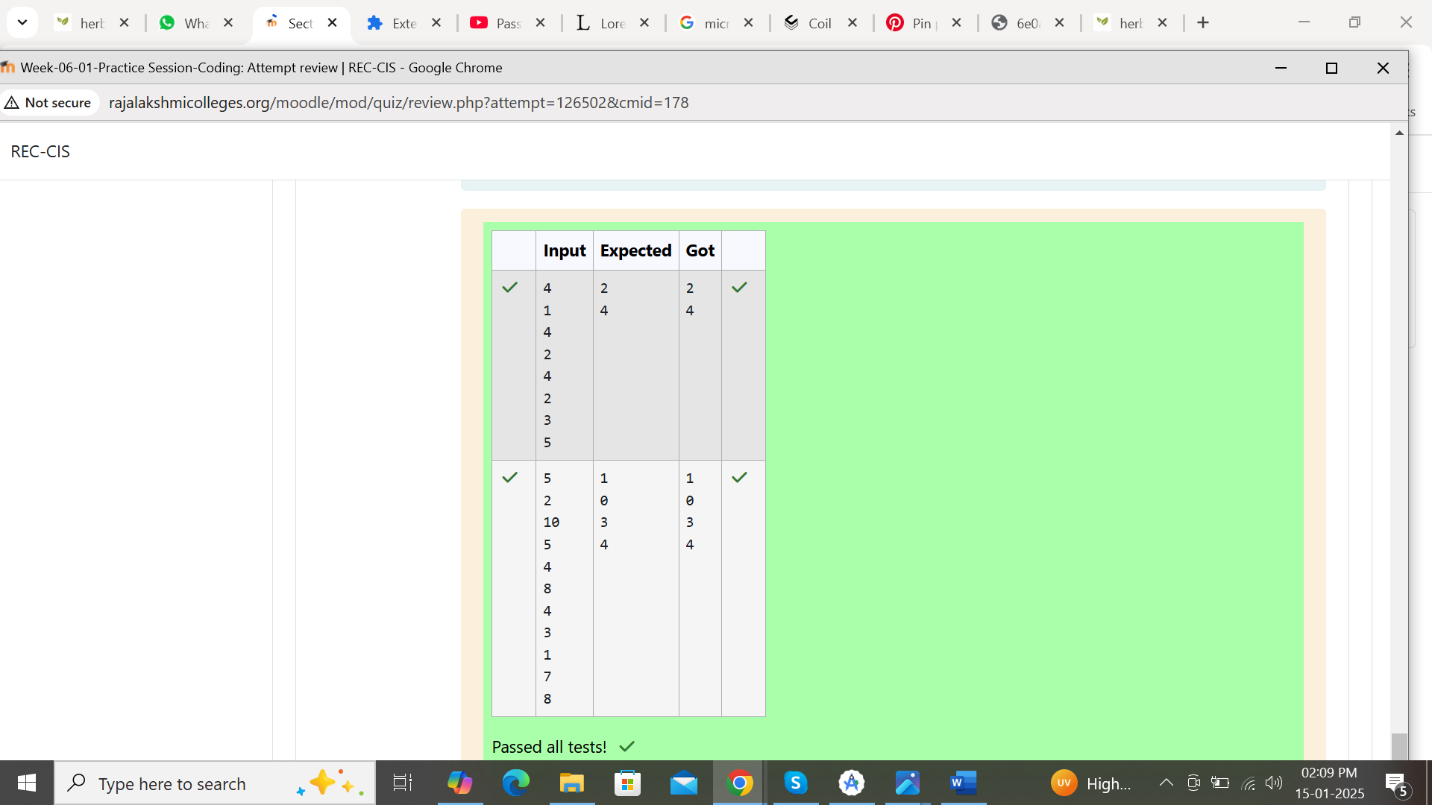 herb
Wha
Sect
Exte
Pass
Lore
micr
Coil
Pin
6e0
herb
Week-06-01-Practice Session-Coding: Attempt review | REC-CIS - Google Chrome
Not secure
rajalakshmicolleges.org/moodle/mod/quiz/review.php?attempt=126502&cmid=178
REC-CIS
Input Expected Got
4 2 2
1 4 4
4
2
4
2
3
5
5 1 1
2 0 0
10 3 3
5 4 4
4
8
4
3
1
7
8
Passed all tests!
Type here to search
UV
High...
02:09 PM
15-01-2025
5